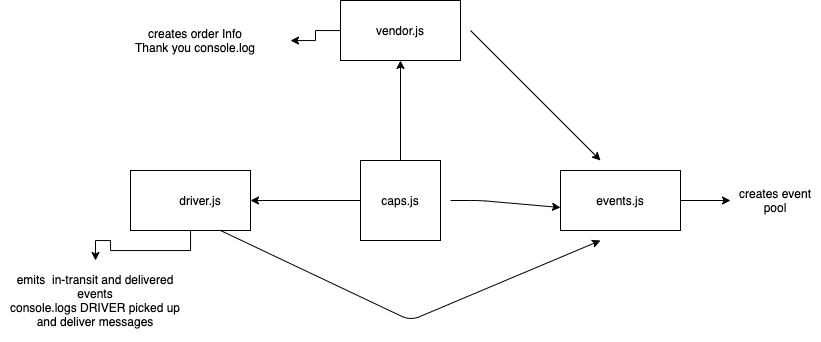 creates order Info
Thank you console.log
vendor.js
driver.js
caps.js
events.js
creates event
pool
emits in-transit and delivered
events
console.logs DRIVER picked up
and deliver messages